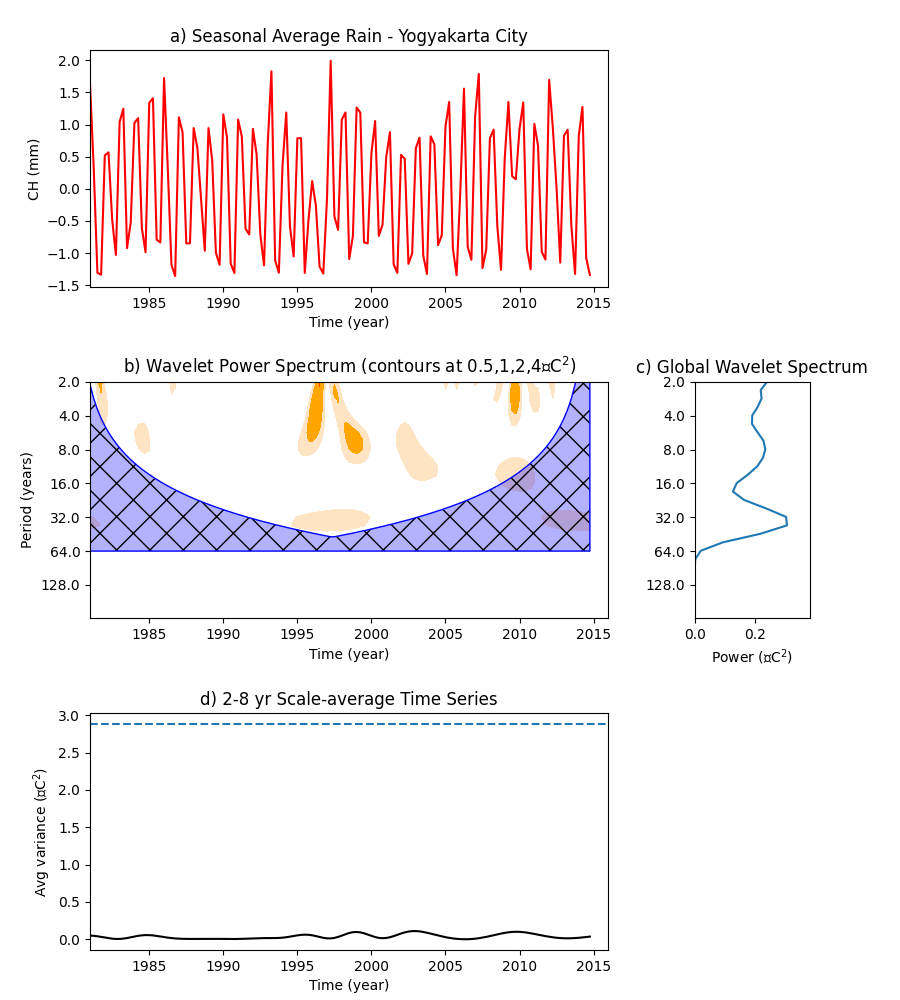 a) Seasonal Average Rain - Yogyakarta City
2.0
1.5
1.0
0.5
0.0
−0.5
−1.0
−1.5
CH (mm)
1985 1990 1995 2000 2005 2010 2015
Time (year)
b) Wavelet Power Spectrum (contours at 0.5,1,2,4▯C²)
2.0
4.0
8.0
16.0
32.0
64.0
128.0
Period (years)
1985 1990 1995 2000 2005 2010 2015
Time (year)
c) Global Wavelet Spectrum
2.0
4.0
8.0
16.0
32.0
64.0
128.0
0.0 0.2
Power (▯C²)
d) 2-8 yr Scale-average Time Series
3.0
2.5
2.0
1.5
1.0
0.5
0.0
Avg variance (▯C²)
1985 1990 1995 2000 2005 2010 2015
Time (year)